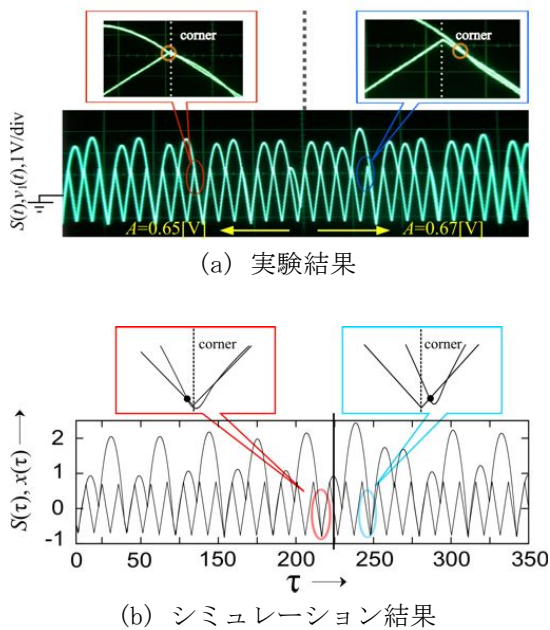 corner
corner
S(t),v₁(t),1V/div
A=0.65[V]
A=0.67[V]
(a) 実験結果
corner
corner
S(τ), x(τ)
2
1
0
-1
0
50
100
150
200
250
300
350
τ
(b) シミュレーション結果